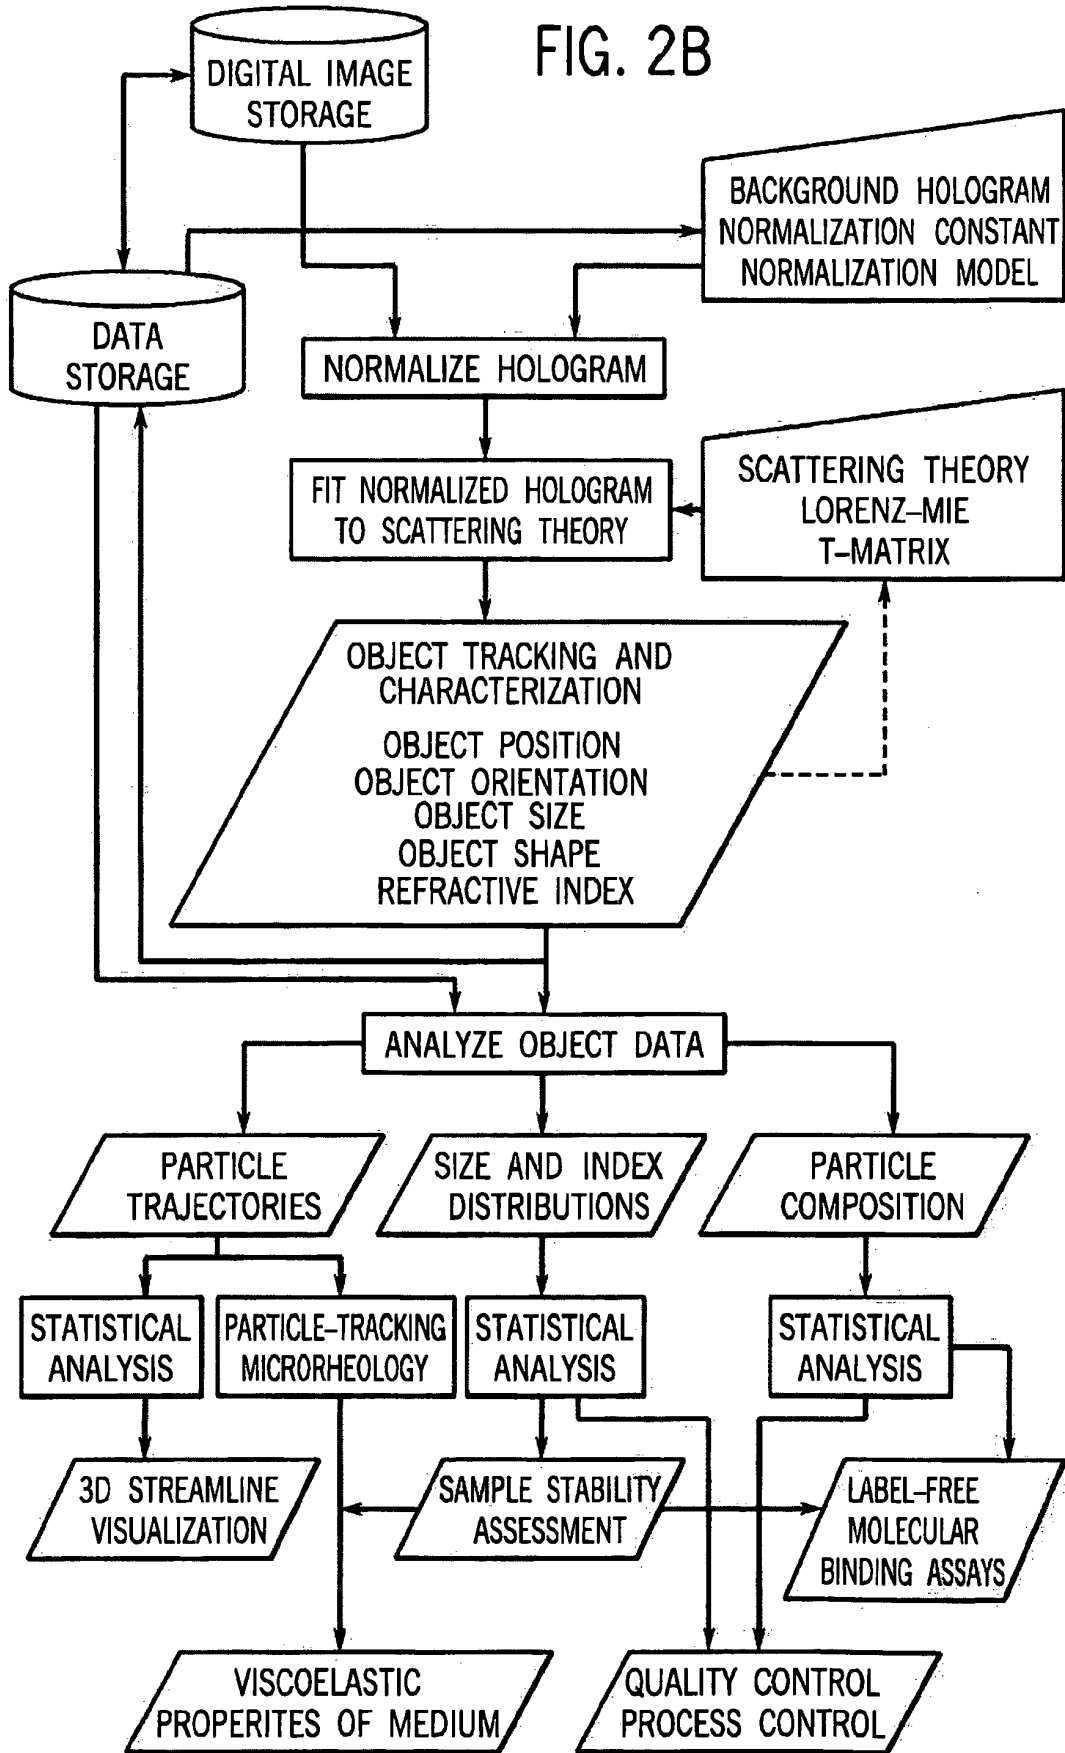 FIG. 2B
DIGITAL IMAGE
STORAGE
BACKGROUND HOLOGRAM
NORMALIZATION CONSTANT
NORMALIZATION MODEL
DATA
STORAGE
NORMALIZE HOLOGRAM
FIT NORMALIZED HOLOGRAM
TO SCATTERING THEORY
SCATTERING THEORY
LORENZ–MIE
T–MATRIX
OBJECT TRACKING AND
CHARACTERIZATION
OBJECT POSITION
OBJECT ORIENTATION
OBJECT SIZE
OBJECT SHAPE
REFRACTIVE INDEX
ANALYZE OBJECT DATA
PARTICLE
TRAJECTORIES
SIZE AND INDEX
DISTRIBUTIONS
PARTICLE
COMPOSITION
STATISTICAL
ANALYSIS
PARTICLE–TRACKING
MICRORHEOLOGY
STATISTICAL
ANALYSIS
STATISTICAL
ANALYSIS
3D STREAMLINE
VISUALIZATION
SAMPLE STABILITY
ASSESSMENT
LABEL–FREE
MOLECULAR
BINDING ASSAYS
VISCOELASTIC
PROPERITES OF MEDIUM
QUALITY CONTROL
PROCESS CONTROL